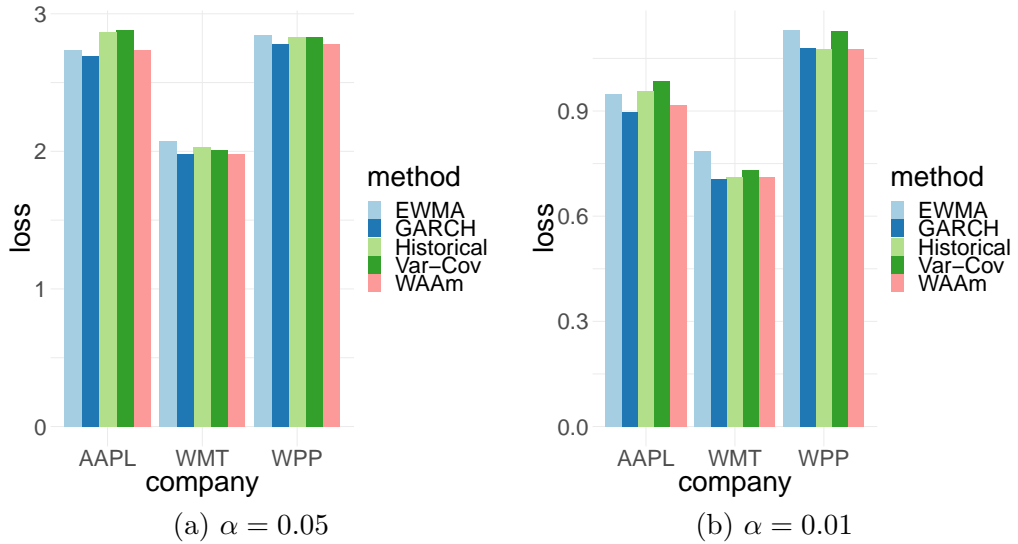 3
2
1
0
loss
AAPL WMT WPP
company
method
EWMA
GARCH
Historical
Var−Cov
WAAm
(a) α = 0.05
0.9
0.6
0.3
0.0
loss
AAPL WMT WPP
company
method
EWMA
GARCH
Historical
Var−Cov
WAAm
(b) α = 0.01